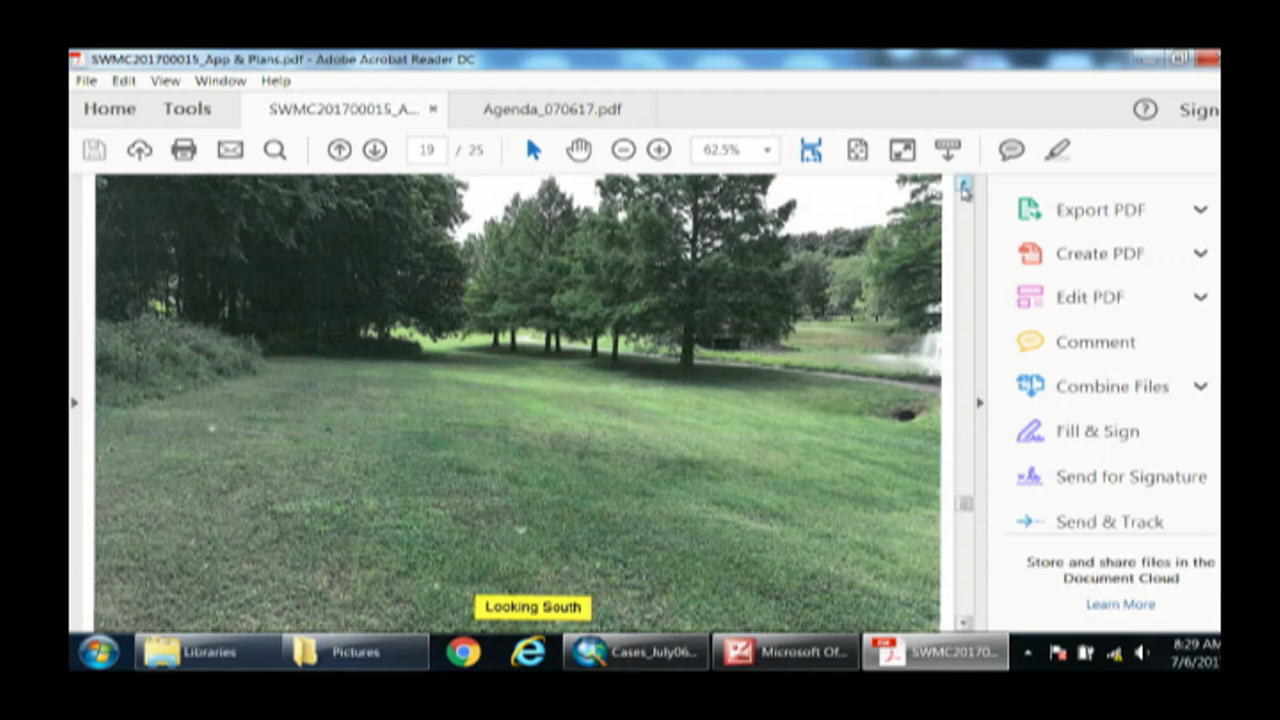 SWMC201700015_App & Plans.pdf - Adobe Acrobat Reader DC
File Edit View Window Help
Home Tools SWMC201700015_A... Agenda_070617.pdf Sign
19 / 25 62.5%
Export PDF
Create PDF
Edit PDF
Comment
Combine Files
Fill & Sign
Send for Signature
Send & Track
Store and share files in the
Document Cloud
Learn More
Looking South
Libraries Pictures Cases_July06... Microsoft Of... SWMC20170... 8:29 AM
7/6/201